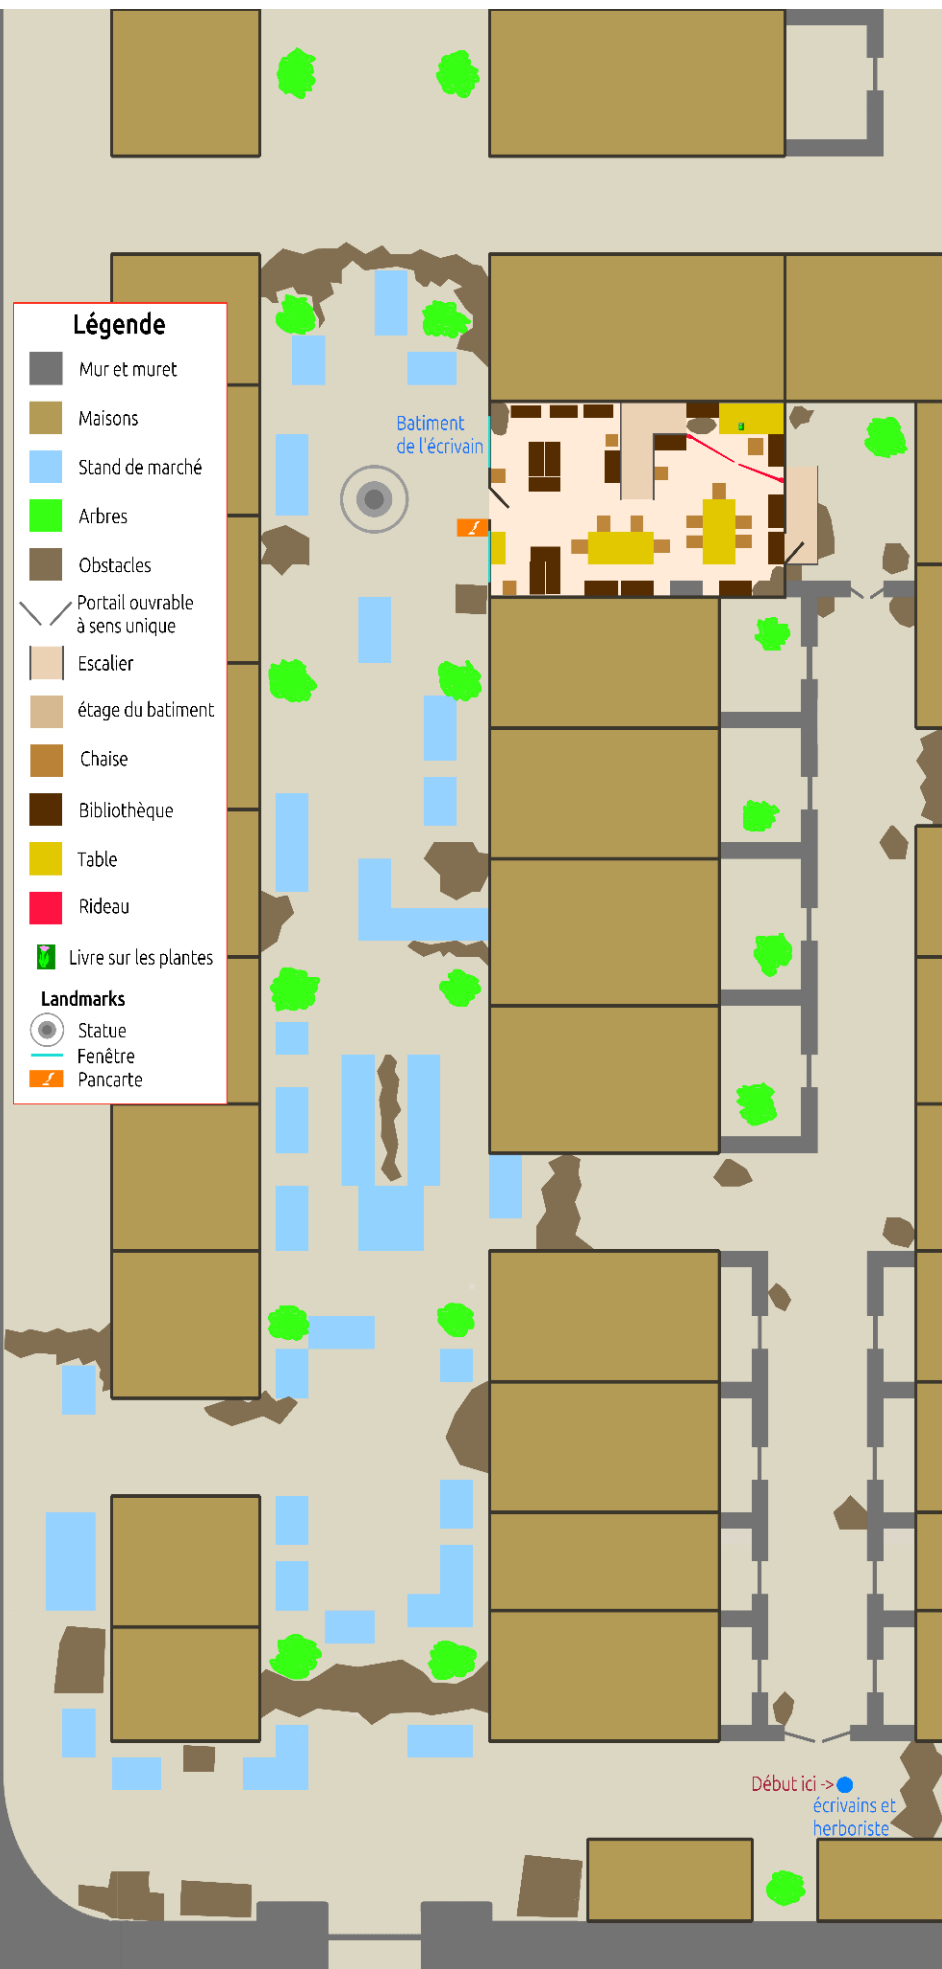 Légende
Mur et muret
Maisons
Stand de marché
Arbres
Obstacles
Portail ouvrable
à sens unique
Escalier
étage du batiment
Chaise
Bibliothèque
Table
Rideau
Livre sur les plantes
Landmarks
Statue
Fenêtre
Pancarte
Batiment
de l'écrivain
Début ici ->
écrivains et
herboriste